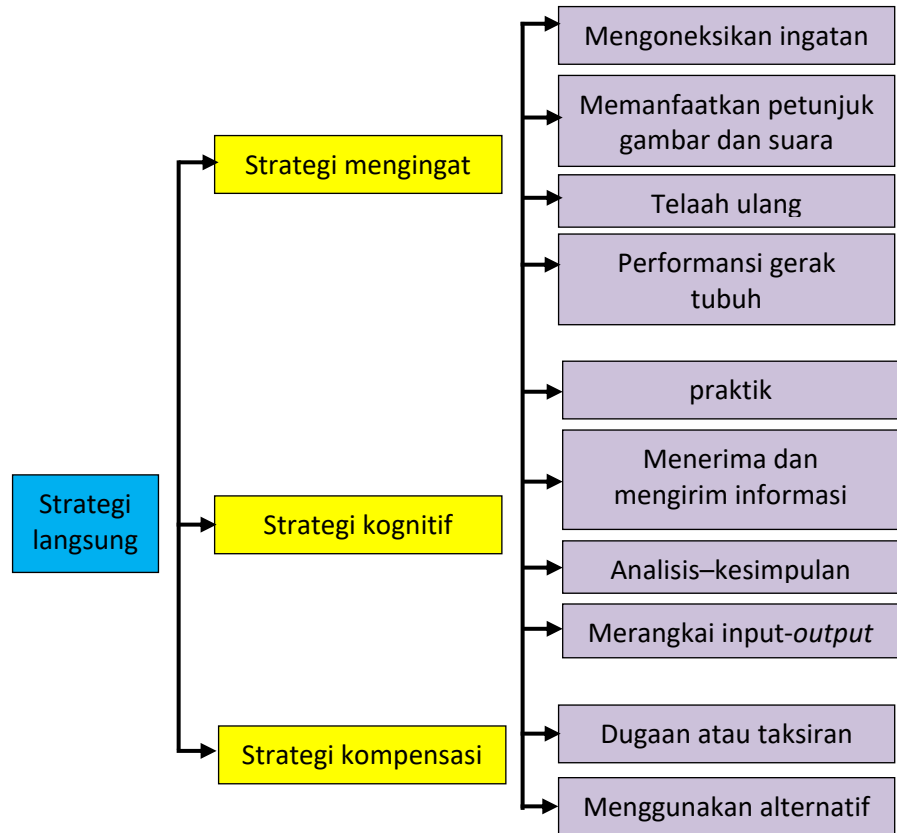 Strategi
langsung
Strategi mengingat
Strategi kognitif
Strategi kompensasi
Mengoneksikan ingatan
Memanfaatkan petunjuk
gambar dan suara
Telaah ulang
Performansi gerak
tubuh
praktik
Menerima dan
mengirim informasi
Analisis–kesimpulan
Merangkai input-output
Dugaan atau taksiran
Menggunakan alternatif